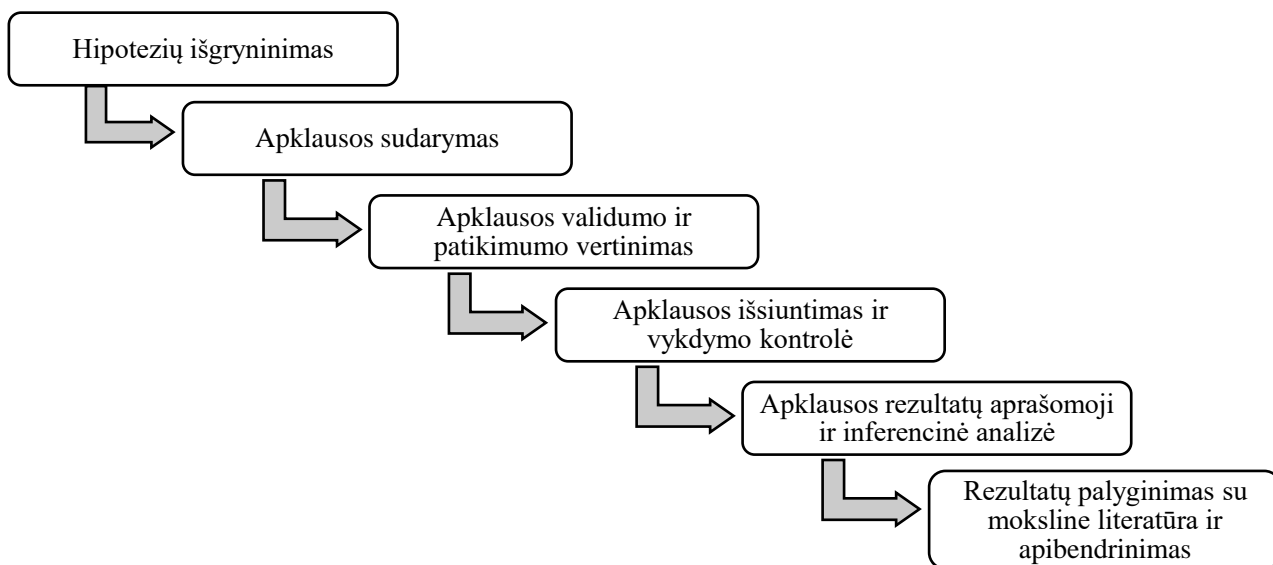 Hipotezių išgryninimas
Apklausos sudarymas
Apklausos validumo ir
patikimumo vertinimas
Apklausos išsiuntimas ir
vykdymo kontrolė
Apklausos rezultatų aprašomoji
ir inferencinė analizė
Rezultatų palyginimas su
moksline literatūra ir
apibendrinimas